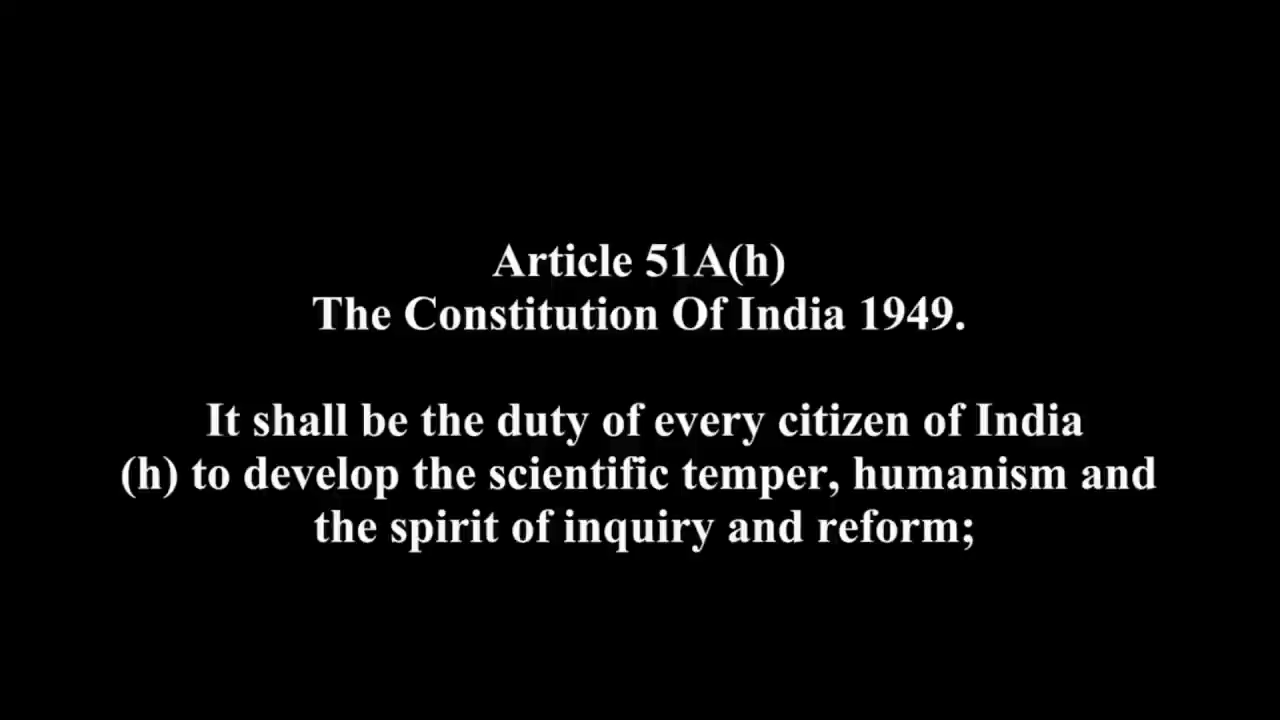 Article 51A(h)
The Constitution Of India 1949.
It shall be the duty of every citizen of India
(h) to develop the scientific temper, humanism and
the spirit of inquiry and reform;